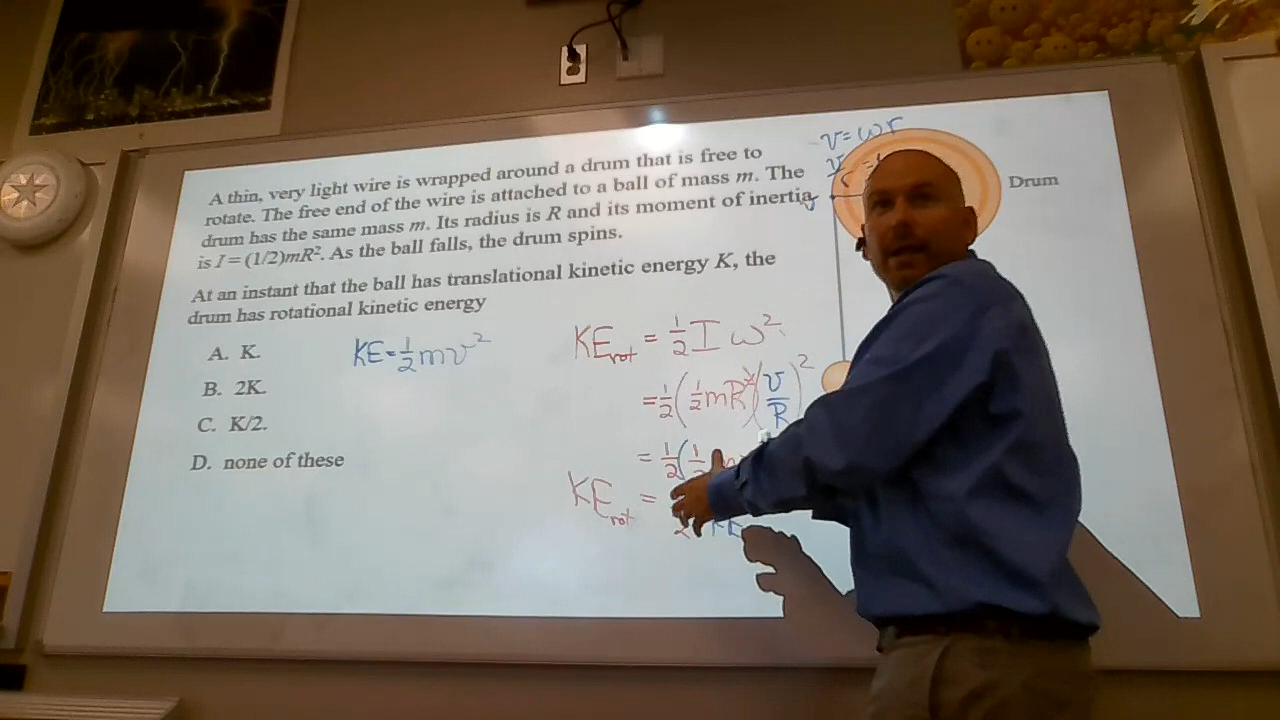 A thin, very light wire is wrapped around a drum that is free to
rotate. The free end of the wire is attached to a ball of mass m. The
drum has the same mass m. Its radius is R and its moment of inertia
is I=(1/2)mR². As the ball falls, the drum spins.
At an instant that the ball has translational kinetic energy K, the
drum has rotational kinetic energy
A. K.
B. 2K.
C. K/2.
D. none of these
KE=½mv²
v=ωr
Drum
KE_rot = ½Iω²
=½(½mR²)(v/R)²
= ½(½
KE_rot =